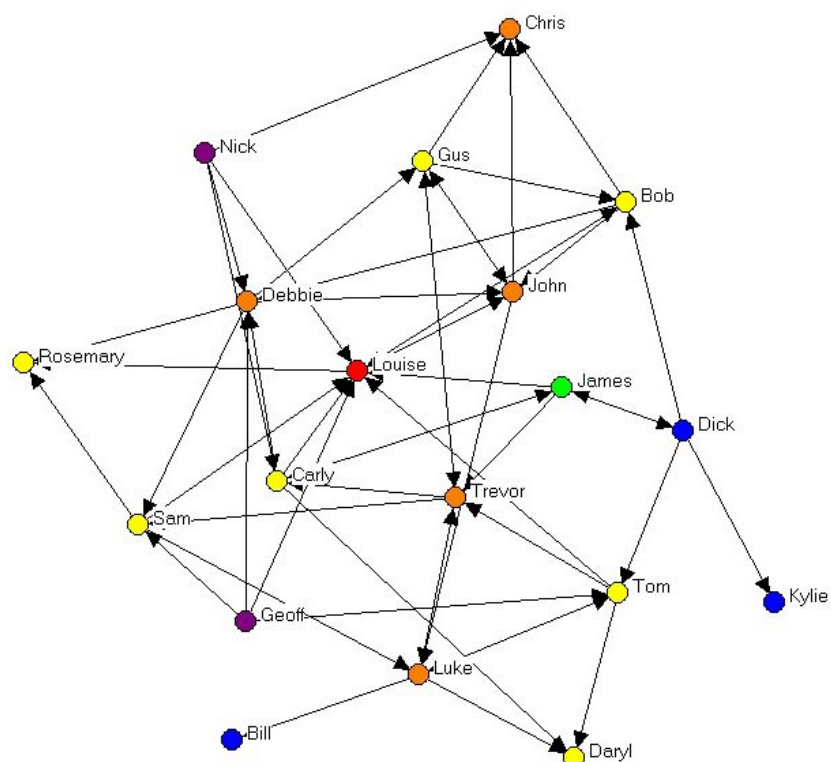 Chris
Nick
Gus
Bob
Debbie
John
Rosemary
Louise
James
Dick
Carly
Trevor
Sam
Tom
Kylie
Geoff
Luke
Bill
Daryl